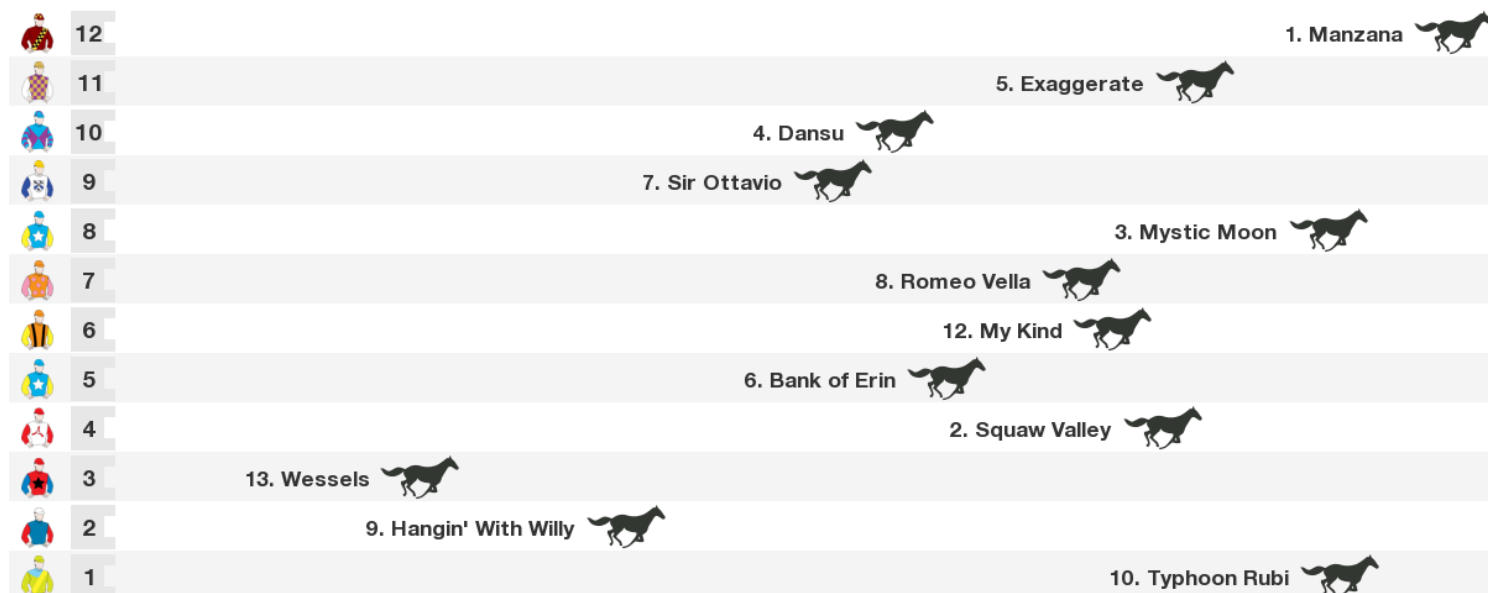 12 1. Manzana
11 5. Exaggerate
10 4. Dansu
9 7. Sir Ottavio
8 3. Mystic Moon
7 8. Romeo Vella
6 12. My Kind
5 6. Bank of Erin
4 2. Squaw Valley
3 13. Wessels
2 9. Hangin' With Willy
1 10. Typhoon Rubi